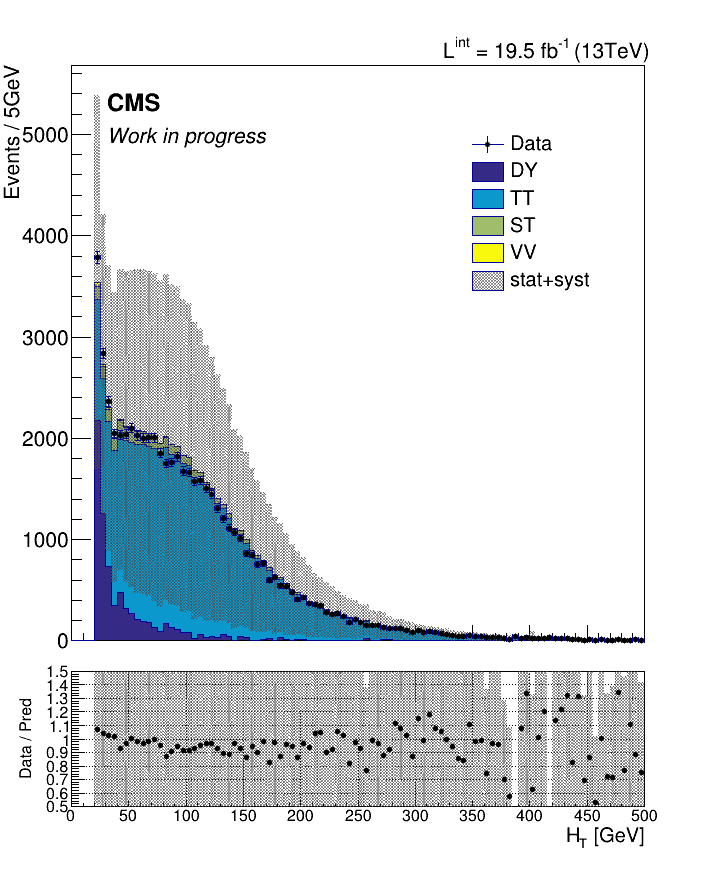 L^int = 19.5 fb^-1 (13TeV)
Events / 5GeV
CMS
Work in progress
Data
DY
TT
ST
VV
stat+syst
5000
4000
3000
2000
1000
0
Data / Pred
1.5
1.4
1.3
1.2
1.1
1
0.9
0.8
0.7
0.6
0.5
0 50 100 150 200 250 300 350 400 450 500
H_T [GeV]